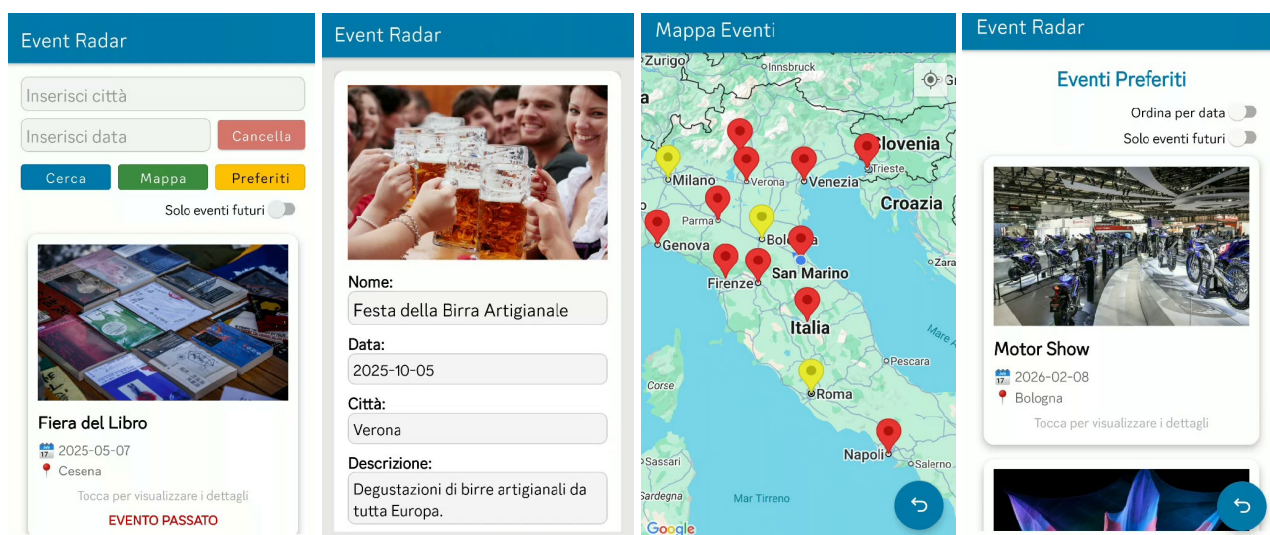 Event Radar
Inserisci città
Inserisci data
Cancella
Cerca
Mappa
Preferiti
Solo eventi futuri
Fiera del Libro
2025-05-07
Cesena
Tocca per visualizzare i dettagli
EVENTO PASSATO
Event Radar
Nome:
Festa della Birra Artigianale
Data:
2025-10-05
Città:
Verona
Descrizione:
Degustazioni di birre artigianali da
tutta Europa.
Mappa Eventi
Zurigo
Innsbruck
Slovenia
Trieste
Milano
Verona
Venezia
Croazia
Parma
Genova
San Marino
Firenze
Zara
Italia
Mare
Pescara
Corse
Roma
Napoli
Salerno
Sassari
Sardegna
Mar Tirreno
Google
Event Radar
Eventi Preferiti
Ordina per data
Solo eventi futuri
Motor Show
2026-02-08
Bologna
Tocca per visualizzare i dettagli